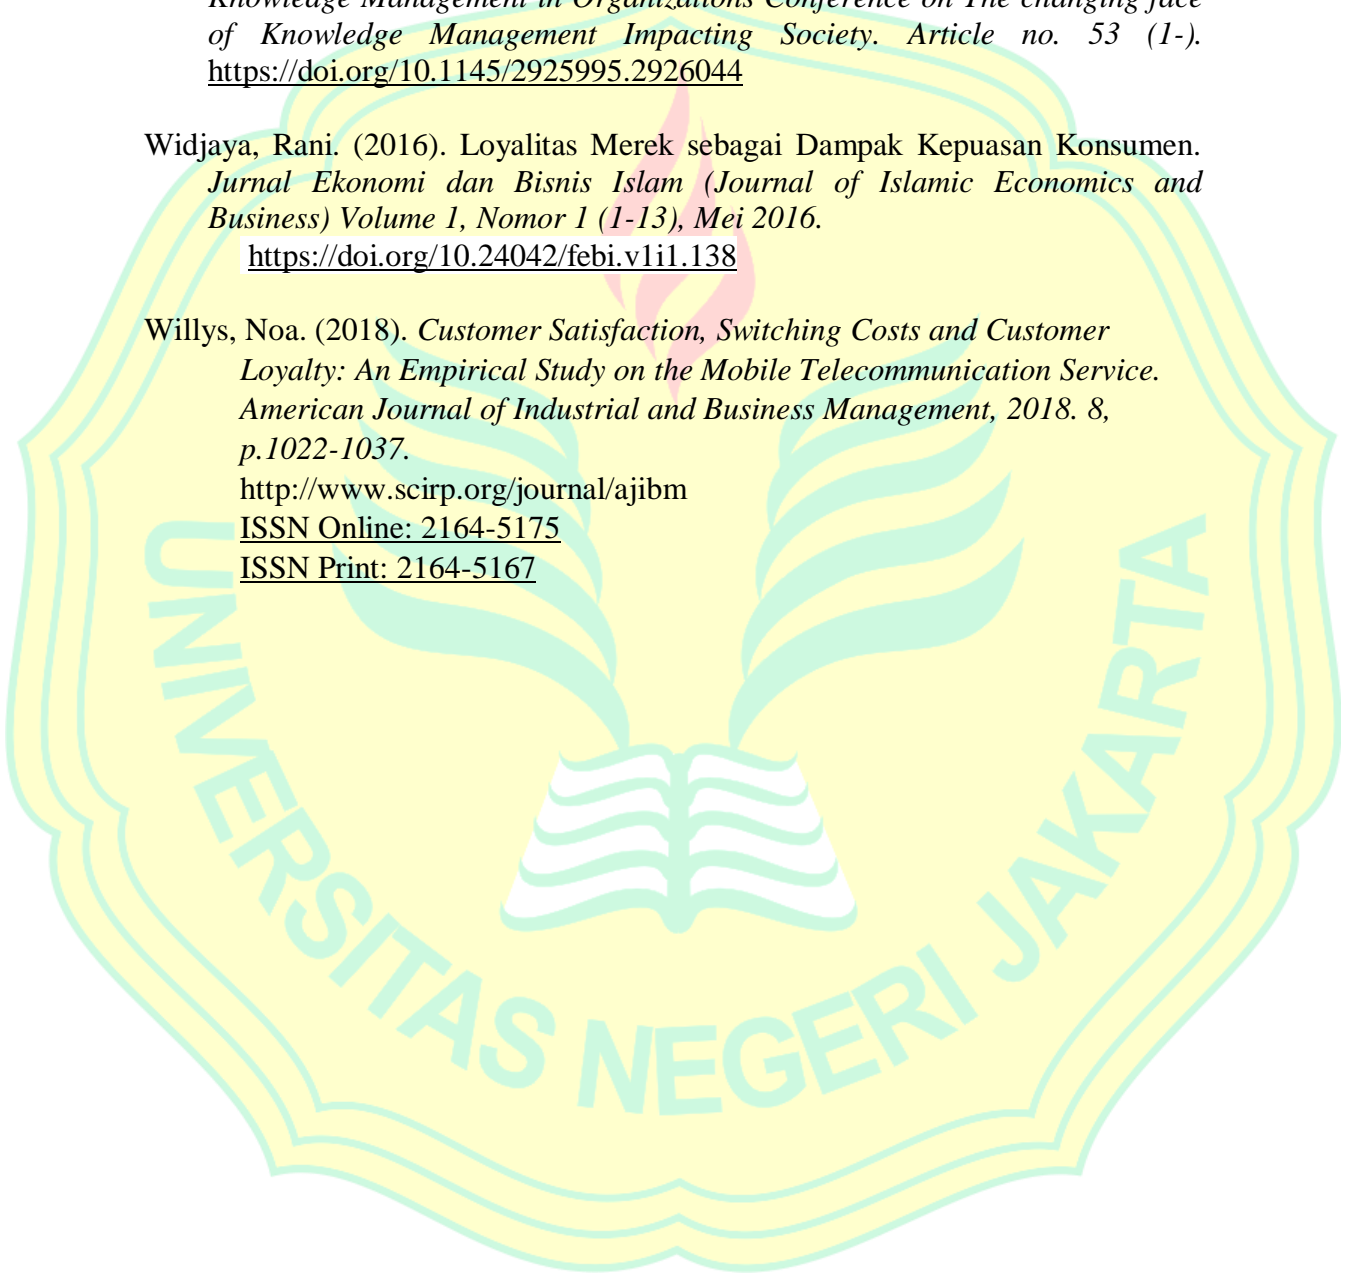 Knowledge Management in Organizations Conference on The changing face
of Knowledge Management Impacting Society. Article no. 53 (1-).
https://doi.org/10.1145/2925995.2926044
Widjaya, Rani. (2016). Loyalitas Merek sebagai Dampak Kepuasan Konsumen.
Jurnal Ekonomi dan Bisnis Islam (Journal of Islamic Economics and
Business) Volume 1, Nomor 1 (1-13), Mei 2016.
https://doi.org/10.24042/febi.v1i1.138
Willys, Noa. (2018). Customer Satisfaction, Switching Costs and Customer
Loyalty: An Empirical Study on the Mobile Telecommunication Service.
American Journal of Industrial and Business Management, 2018. 8,
p.1022-1037.
http://www.scirp.org/journal/ajibm
ISSN Online: 2164-5175
ISSN Print: 2164-5167
UNIVERSITAS NEGERI JAKARTA